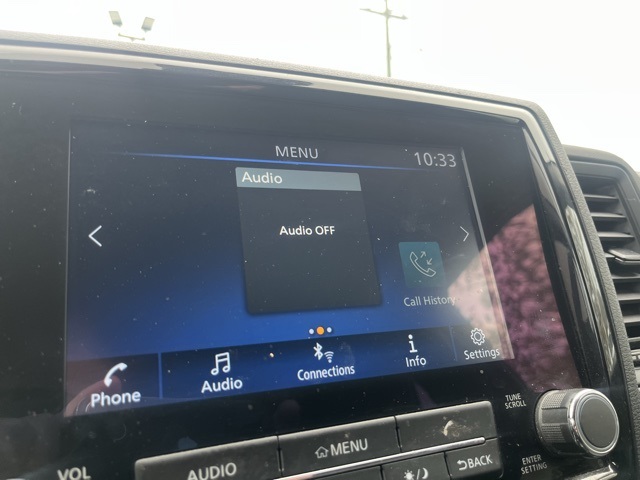 MENU
10:33
Audio
Audio OFF
Call History
Phone
Audio
Connections
Info
Settings
TUNE
SCROLL
VOL
AUDIO
MENU
BACK
ENTER
SETTING